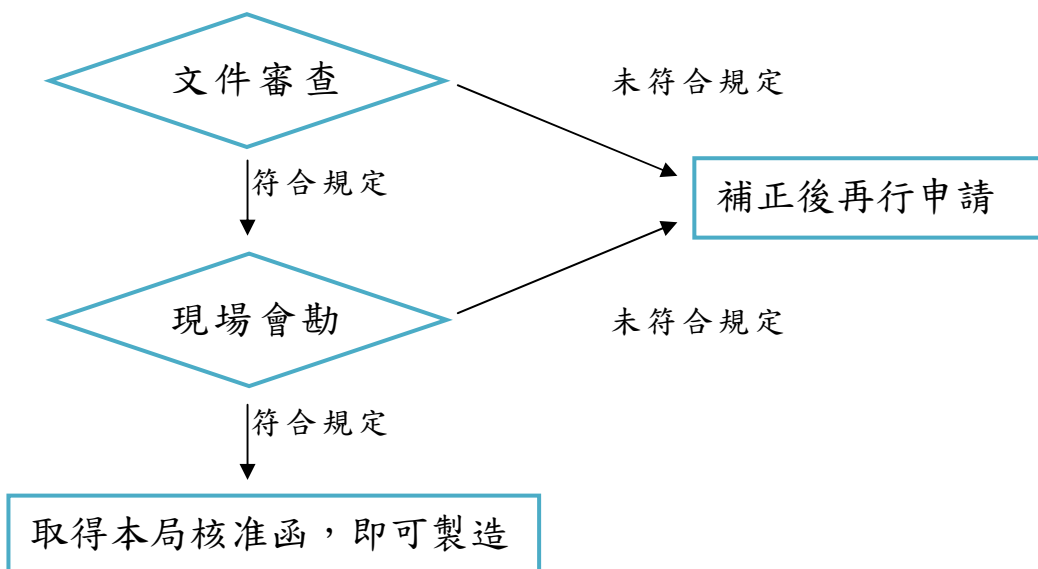 文件審查
未符合規定
符合規定
補正後再行申請
現場會勘
未符合規定
符合規定
取得本局核准函，即可製造